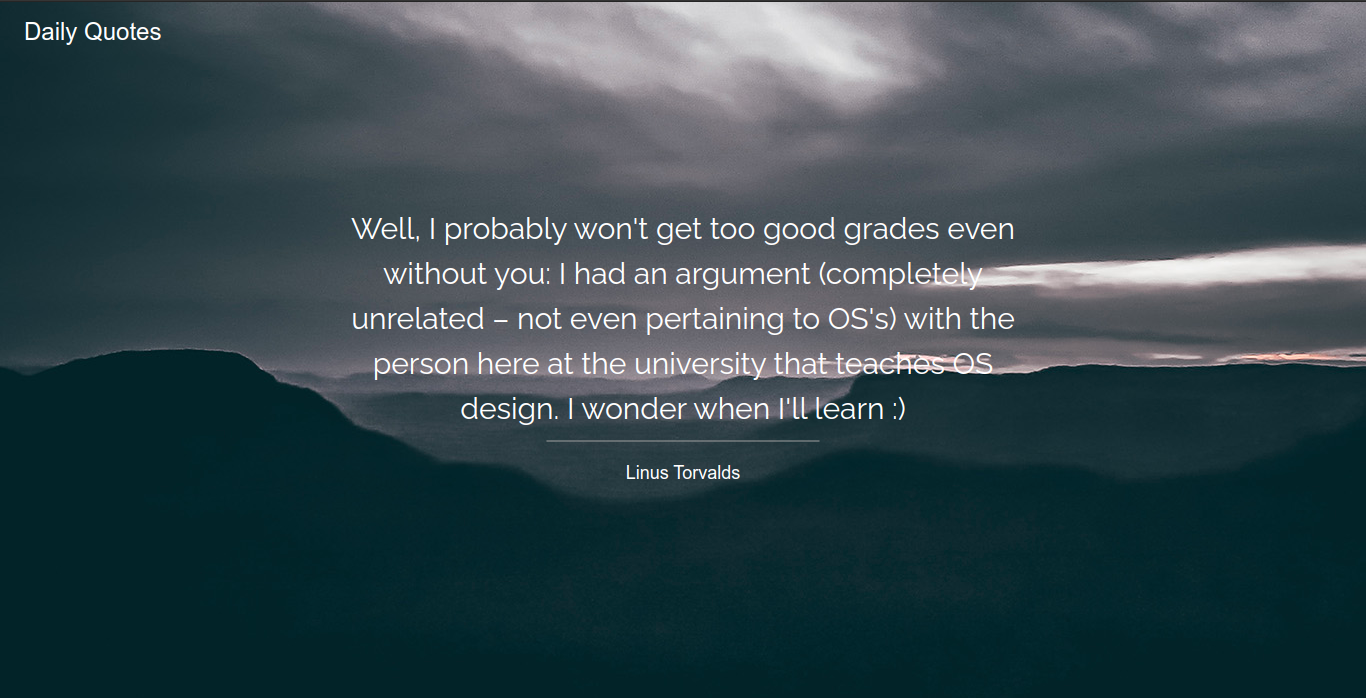 Daily Quotes
Well, I probably won't get too good grades even
without you: I had an argument (completely
unrelated – not even pertaining to OS's) with the
person here at the university that teaches OS
design. I wonder when I'll learn :)
Linus Torvalds